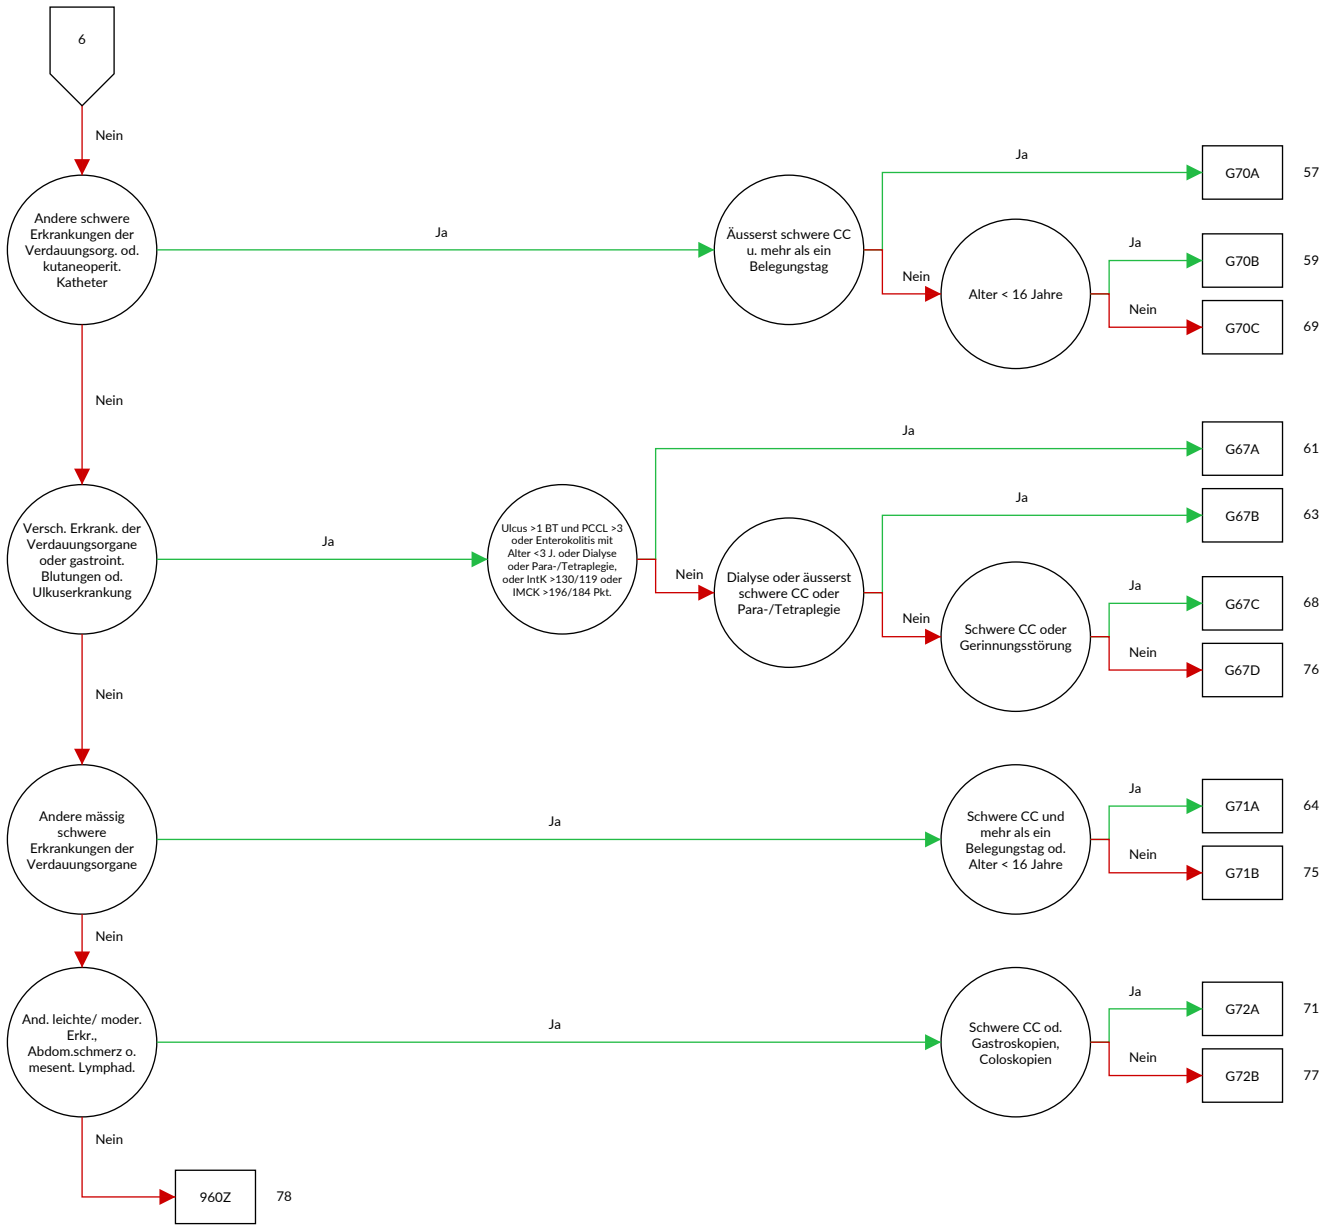 6
Nein
Andere schwere
Erkrankungen der
Verdauungsorg. od.
kutaneoperit.
Katheter
Ja
Äusserst schwere CC
u. mehr als ein
Belegungstag
Ja
G70A
57
Nein
Alter < 16 Jahre
Ja
G70B
59
Nein
G70C
69
Nein
Versch. Erkrank. der
Verdauungsorgane
oder gastroint.
Blutungen od.
Ulkuserkrankung
Ja
Ulcus >1 BT und PCCL >3
oder Enterokolitis mit
Alter <3 J. oder Dialyse
oder Para-/Tetraplegie,
oder IntK >130/119 oder
IMCK >196/184 Pkt.
Ja
G67A
61
Nein
Dialyse oder äusserst
schwere CC oder
Para-/Tetraplegie
Ja
G67B
63
Nein
Schwere CC oder
Gerinnungsstörung
Ja
G67C
68
Nein
G67D
76
Nein
Andere mässig
schwere
Erkrankungen der
Verdauungsorgane
Ja
Schwere CC und
mehr als ein
Belegungstag od.
Alter < 16 Jahre
Ja
G71A
64
Nein
G71B
75
Nein
And. leichte/ moder.
Erkr.,
Abdom.schmerz o.
mesent. Lymphad.
Ja
Schwere CC od.
Gastroskopien,
Coloskopien
Ja
G72A
71
Nein
G72B
77
Nein
960Z
78